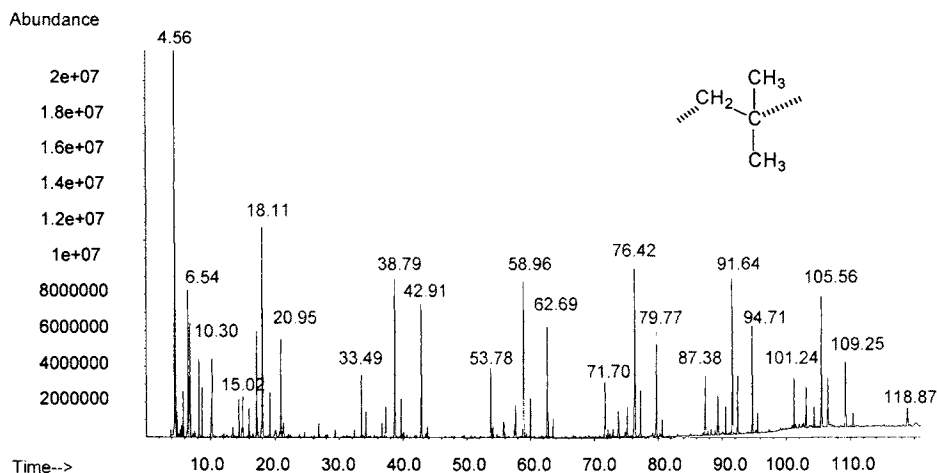 Abundance
4.56
2e+07
1.8e+07
1.6e+07
1.4e+07
1.2e+07
1e+07
8000000
6000000
4000000
2000000
6.54
10.30
15.02
18.11
20.95
33.49
38.79
42.91
53.78
58.96
62.69
71.70
76.42
79.77
87.38
91.64
94.71
101.24
105.56
109.25
118.87
CH3
CH2
C
CH3
Time--> 10.0 20.0 30.0 40.0 50.0 60.0 70.0 80.0 90.0 100.0 110.0